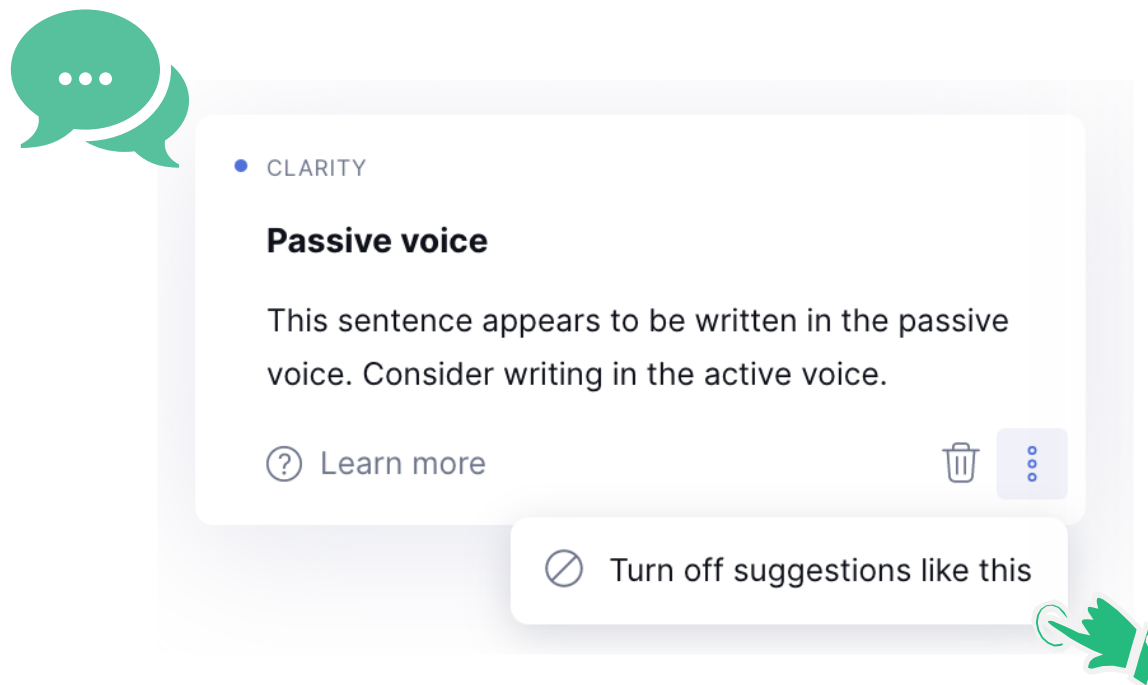 CLARITY
Passive voice
This sentence appears to be written in the passive
voice. Consider writing in the active voice.
Learn more
Turn off suggestions like this